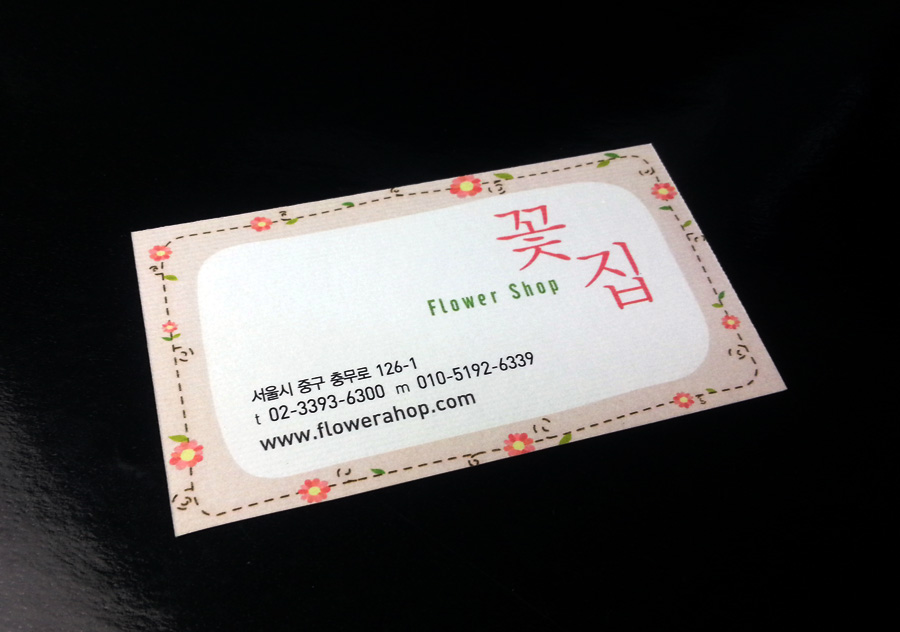 꽃집
Flower Shop
서울시 중구 충무로 126-1
t 02-3393-6300 m 010-5192-6339
www.flowerahop.com